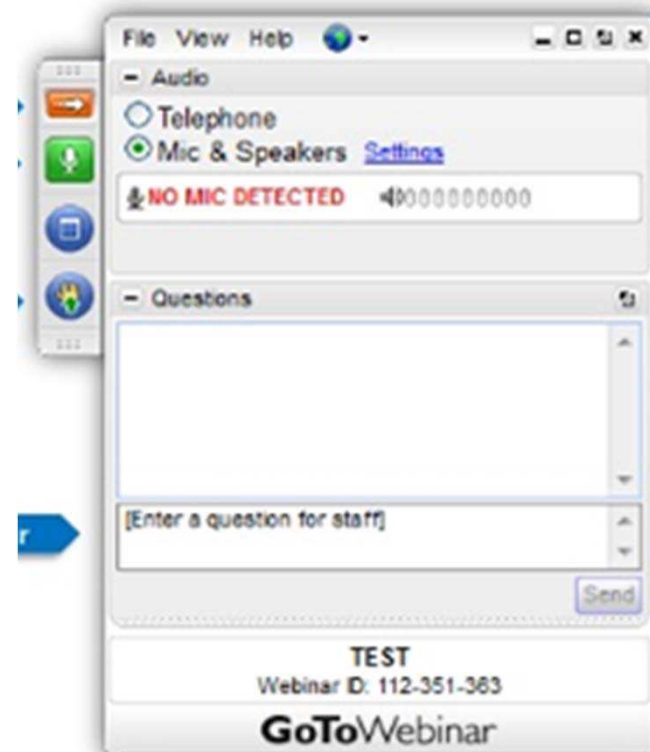 File View Help
Audio
Telephone
Mic & Speakers Settings
NO MIC DETECTED
Questions
[Enter a question for staff]
Send
TEST
Webinar ID: 112-351-363
GoToWebinar
r